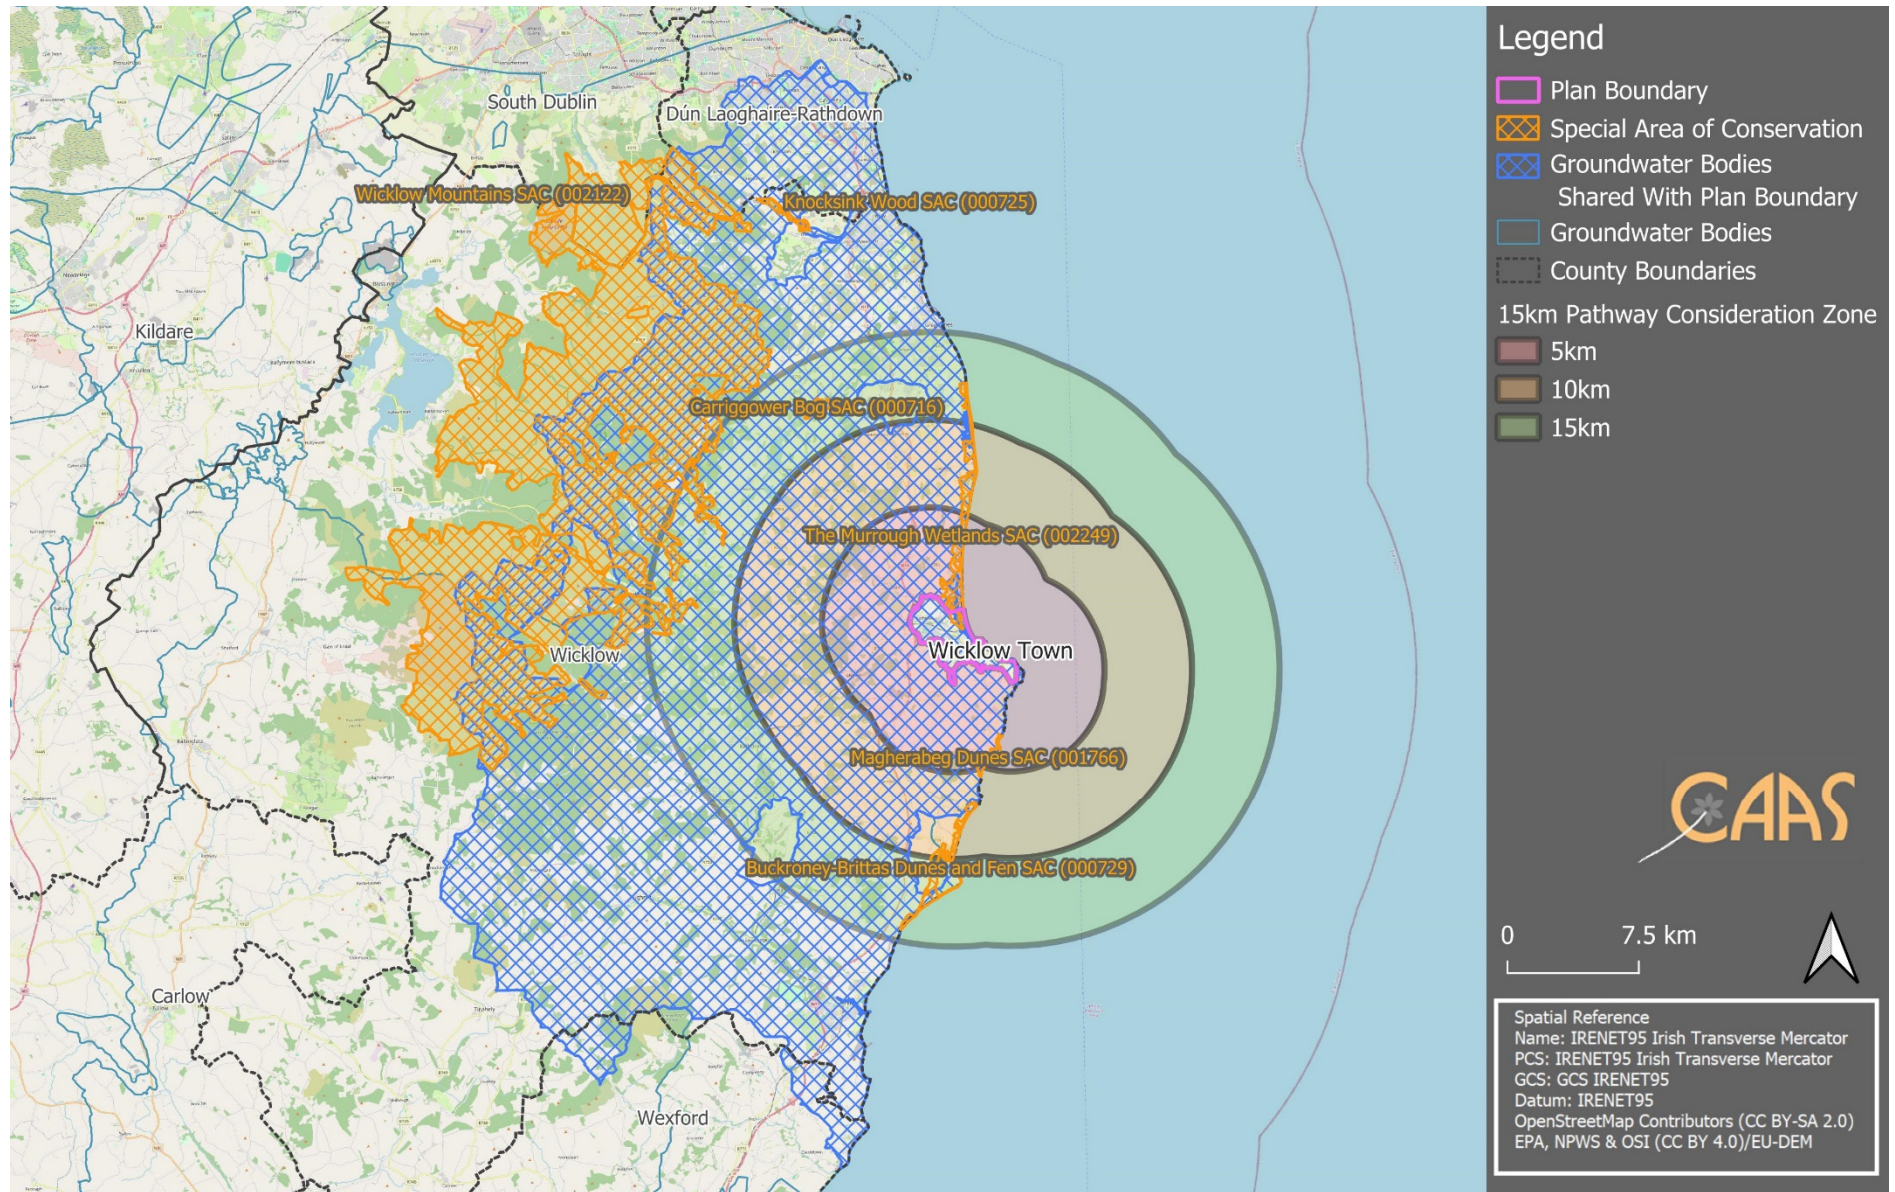 South Dublin
Dún Laoghaire-Rathdown
Wicklow Mountains SAC (002122)
Knocksink Wood SAC (000725)
Kildare
Carriggower Bog SAC (000716)
The Murrough Wetlands SAC (002249)
Wicklow
Wicklow Town
Magherabeg Dunes SAC (001766)
Buckroney-Brittas Dunes and Fen SAC (000729)
Carlow
Wexford
Legend
Plan Boundary
Special Area of Conservation
Groundwater Bodies
Shared With Plan Boundary
Groundwater Bodies
County Boundaries
15km Pathway Consideration Zone
5km
10km
15km
CAAS
0 7.5 km
Spatial Reference
Name: IRENET95 Irish Transverse Mercator
PCS: IRENET95 Irish Transverse Mercator
GCS: GCS IRENET95
Datum: IRENET95
OpenStreetMap Contributors (CC BY-SA 2.0)
EPA, NPWS & OSI (CC BY 4.0)/EU-DEM